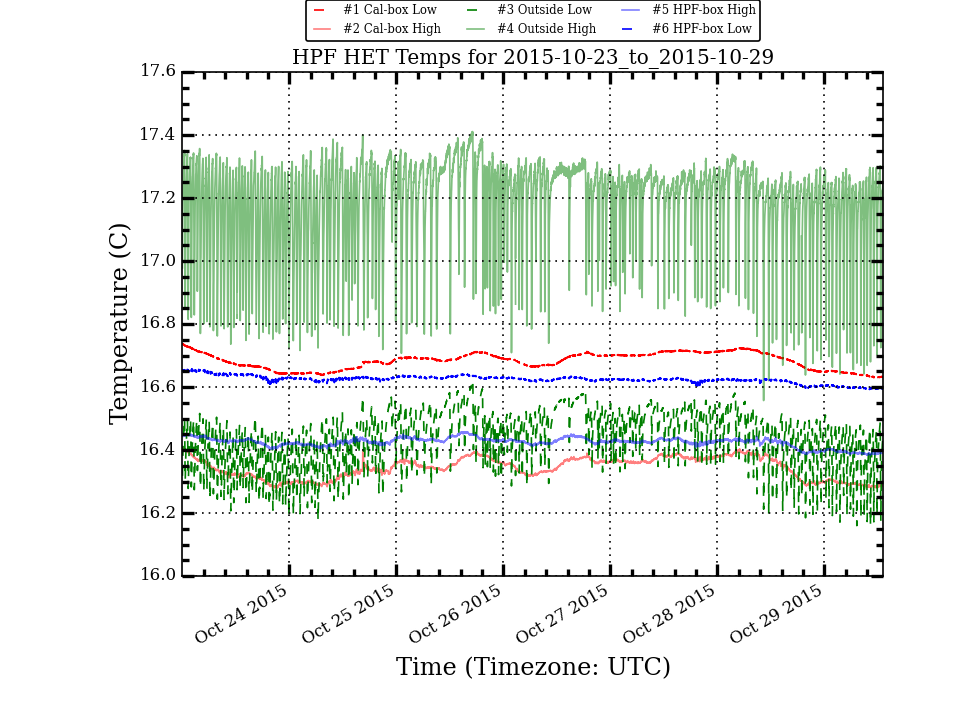 #1 Cal-box Low #3 Outside Low #5 HPF-box High
#2 Cal-box High #4 Outside High #6 HPF-box Low
HPF HET Temps for 2015-10-23_to_2015-10-29
17.6
17.4
17.2
17.0
16.8
16.6
16.4
16.2
16.0
Temperature (C)
Oct 24 2015 Oct 25 2015 Oct 26 2015 Oct 27 2015 Oct 28 2015 Oct 29 2015
Time (Timezone: UTC)